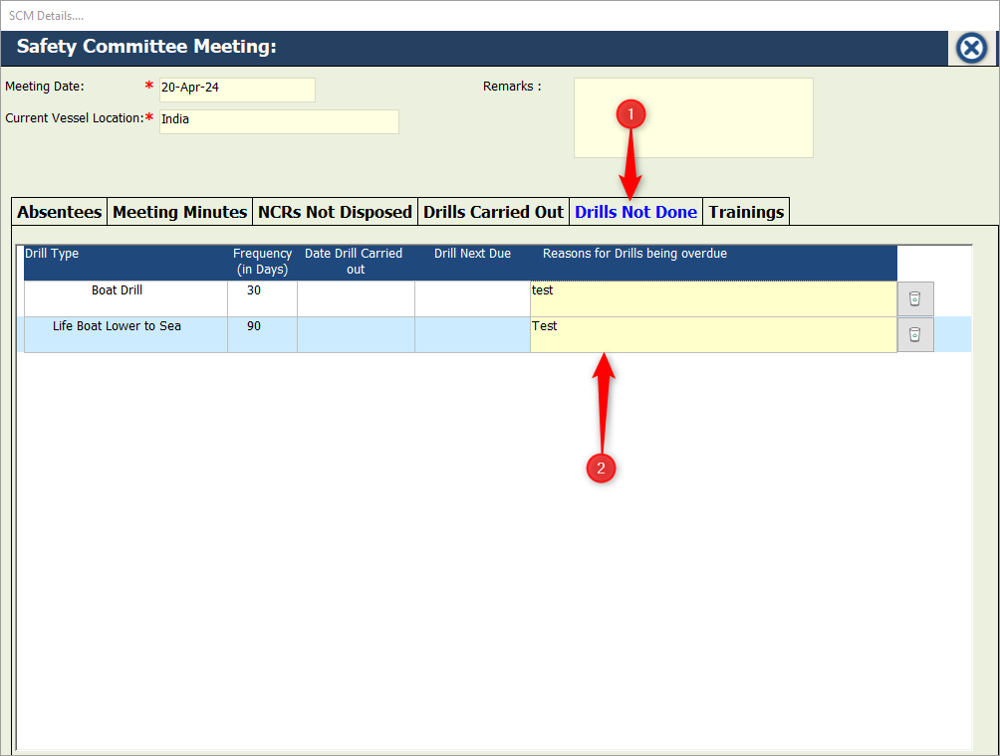 SCM Details....
Safety Committee Meeting:
Meeting Date: * 20-Apr-24 Remarks :
Current Vessel Location:* India
1
Absentees Meeting Minutes NCRs Not Disposed Drills Carried Out Drills Not Done Trainings
Drill Type Frequency Date Drill Carried Drill Next Due Reasons for Drills being overdue
(in Days) out
Boat Drill 30 test
Life Boat Lower to Sea 90 Test
2